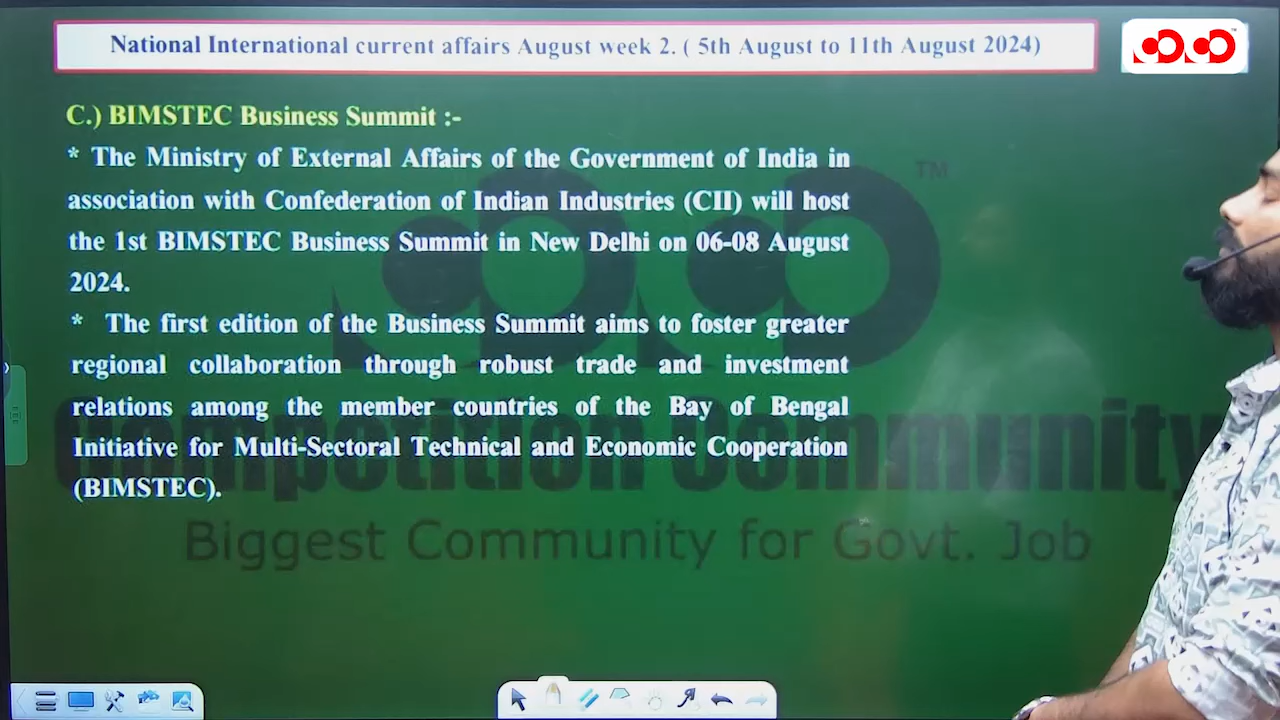 National International current affairs August week 2. ( 5th August to 11th August 2024)
C.) BIMSTEC Business Summit :-
* The Ministry of External Affairs of the Government of India in
association with Confederation of Indian Industries (CII) will host
the 1st BIMSTEC Business Summit in New Delhi on 06-08 August
2024.
* The first edition of the Business Summit aims to foster greater
regional collaboration through robust trade and investment
relations among the member countries of the Bay of Bengal
Initiative for Multi-Sectoral Technical and Economic Cooperation
(BIMSTEC).
TM
Competition Community
Biggest Community for Govt. Job